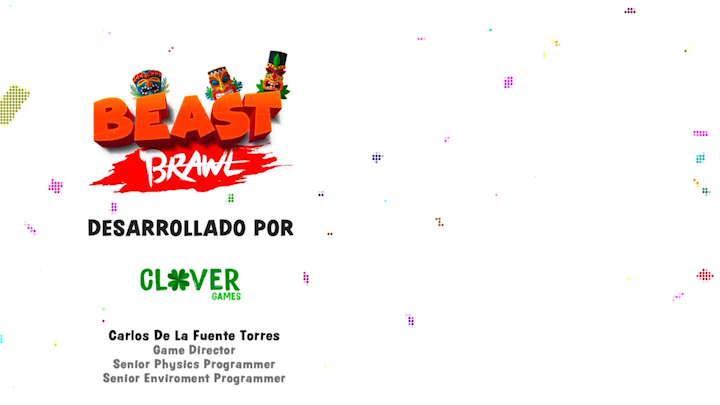 BEAST
BRAWL
DESARROLLADO POR
CLOVER
GAMES
Carlos De La Fuente Torres
Game Director
Senior Physics Programmer
Senior Enviroment Programmer